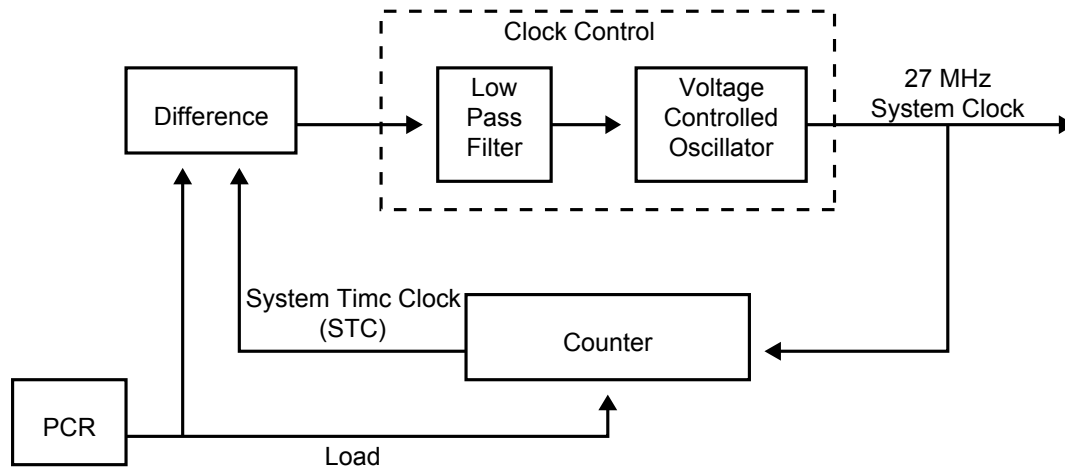 Clock Control
Difference
Low
Pass
Filter
Voltage
Controlled
Oscillator
27 MHz
System Clock
System Timc Clock
(STC)
Counter
PCR
Load